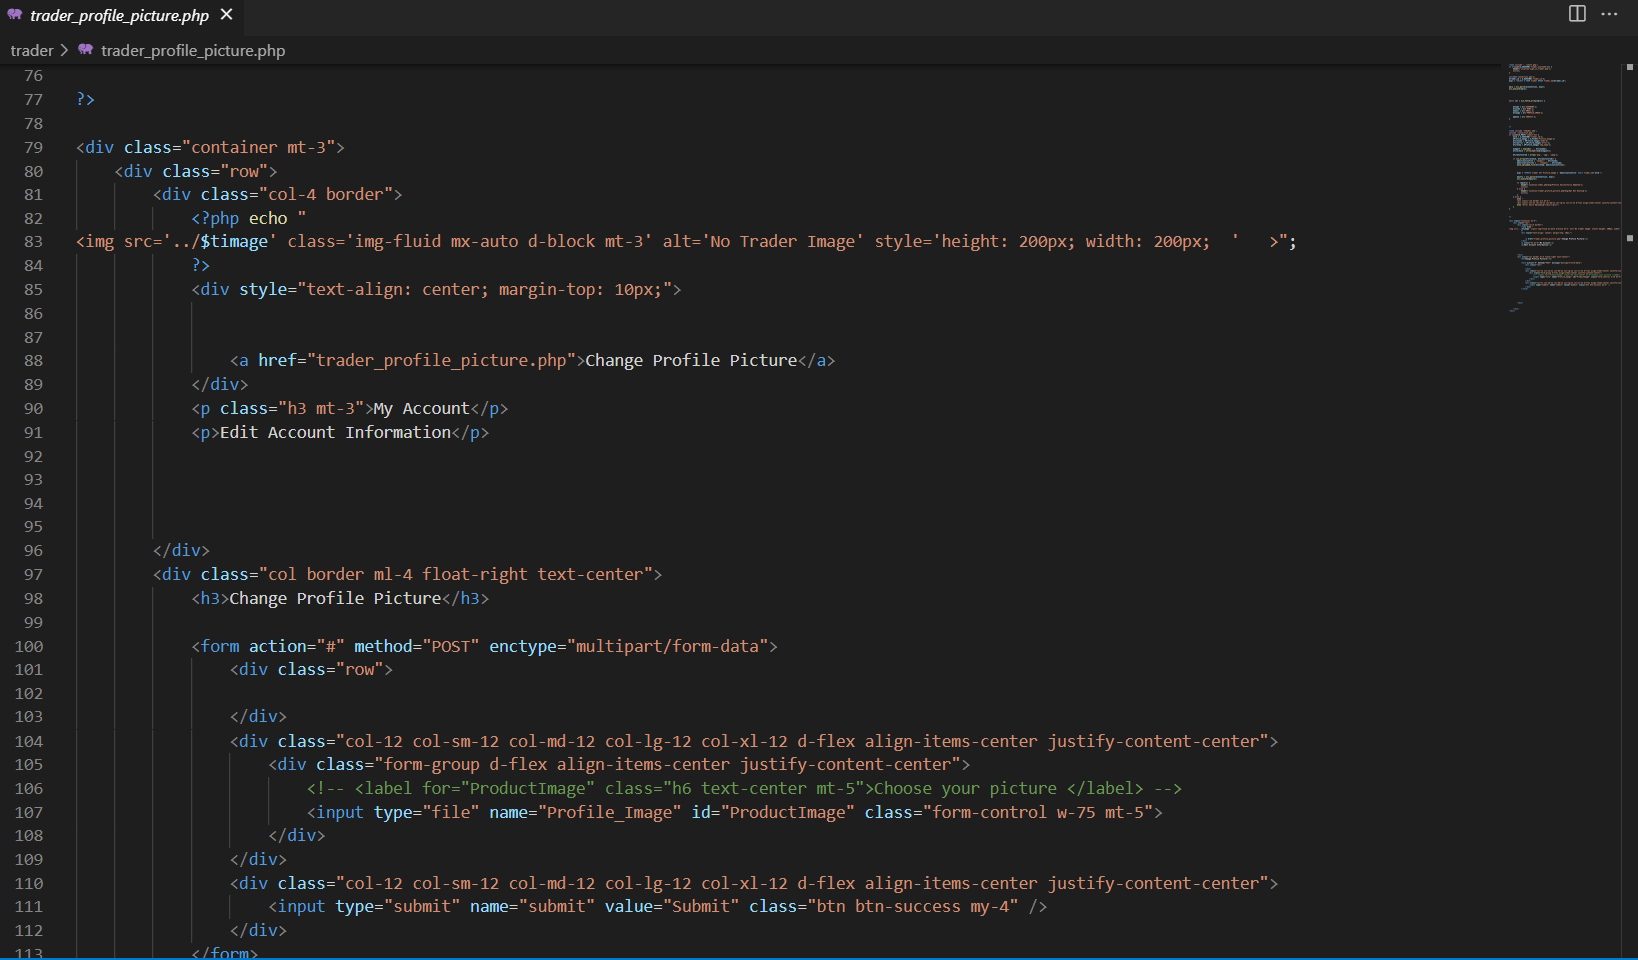 trader_profile_picture.php
trader > trader_profile_picture.php
76
77 ?>
78
79 <div class="container mt-3">
80 <div class="row">
81 <div class="col-4 border">
82 <?php echo "
83 <img src='../$timage' class='img-fluid mx-auto d-block mt-3' alt='No Trader Image' style='height: 200px; width: 200px;  '   >";
84 ?>
85 <div style="text-align: center; margin-top: 10px;">
86
87
88 <a href="trader_profile_picture.php">Change Profile Picture</a>
89 </div>
90 <p class="h3 mt-3">My Account</p>
91 <p>Edit Account Information</p>
92
93
94
95
96 </div>
97 <div class="col border ml-4 float-right text-center">
98 <h3>Change Profile Picture</h3>
99
100 <form action="#" method="POST" enctype="multipart/form-data">
101 <div class="row">
102
103 </div>
104 <div class="col-12 col-sm-12 col-md-12 col-lg-12 col-xl-12 d-flex align-items-center justify-content-center">
105 <div class="form-group d-flex align-items-center justify-content-center">
106 <!-- <label for="ProductImage" class="h6 text-center mt-5">Choose your picture </label> -->
107 <input type="file" name="Profile_Image" id="ProductImage" class="form-control w-75 mt-5">
108 </div>
109 </div>
110 <div class="col-12 col-sm-12 col-md-12 col-lg-12 col-xl-12 d-flex align-items-center justify-content-center">
111 <input type="submit" name="submit" value="Submit" class="btn btn-success my-4" />
112 </div>
113 </form>